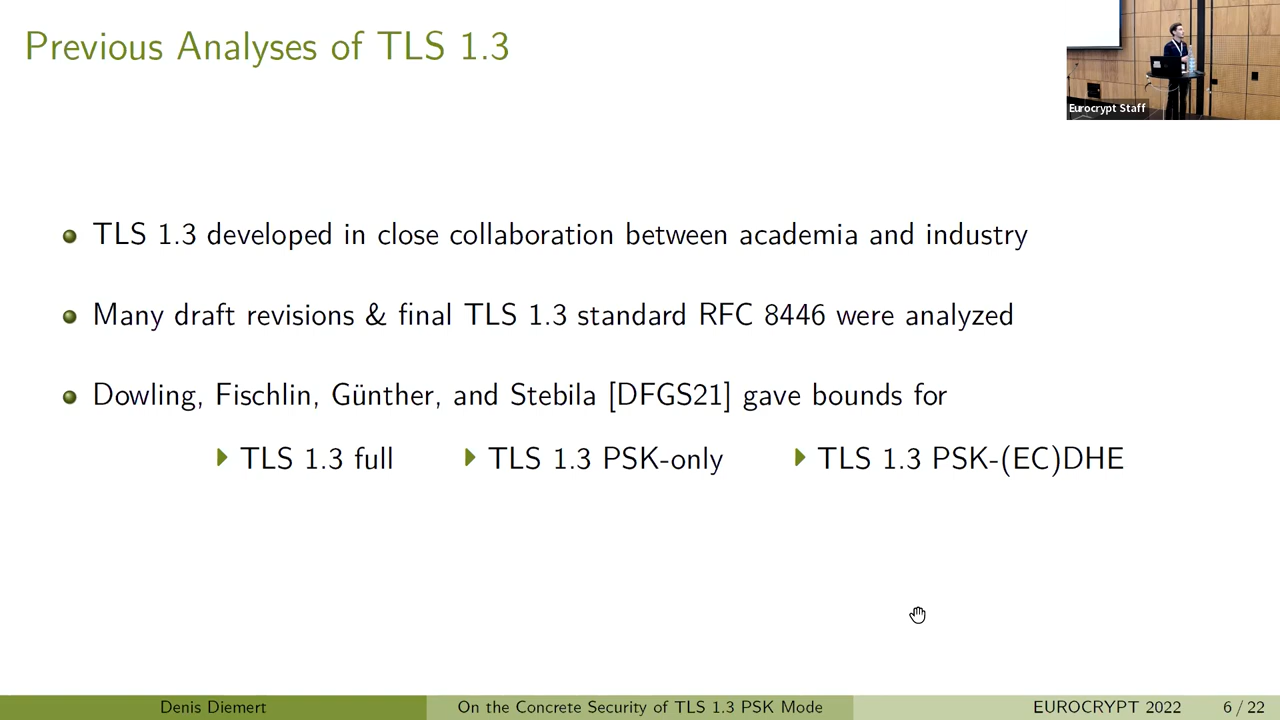 Previous Analyses of TLS 1.3
Eurocrypt Staff
TLS 1.3 developed in close collaboration between academia and industry
Many draft revisions & final TLS 1.3 standard RFC 8446 were analyzed
Dowling, Fischlin, Günther, and Stebila [DFGS21] gave bounds for
TLS 1.3 full TLS 1.3 PSK-only TLS 1.3 PSK-(EC)DHE
Denis Diemert On the Concrete Security of TLS 1.3 PSK Mode EUROCRYPT 2022 6 / 22